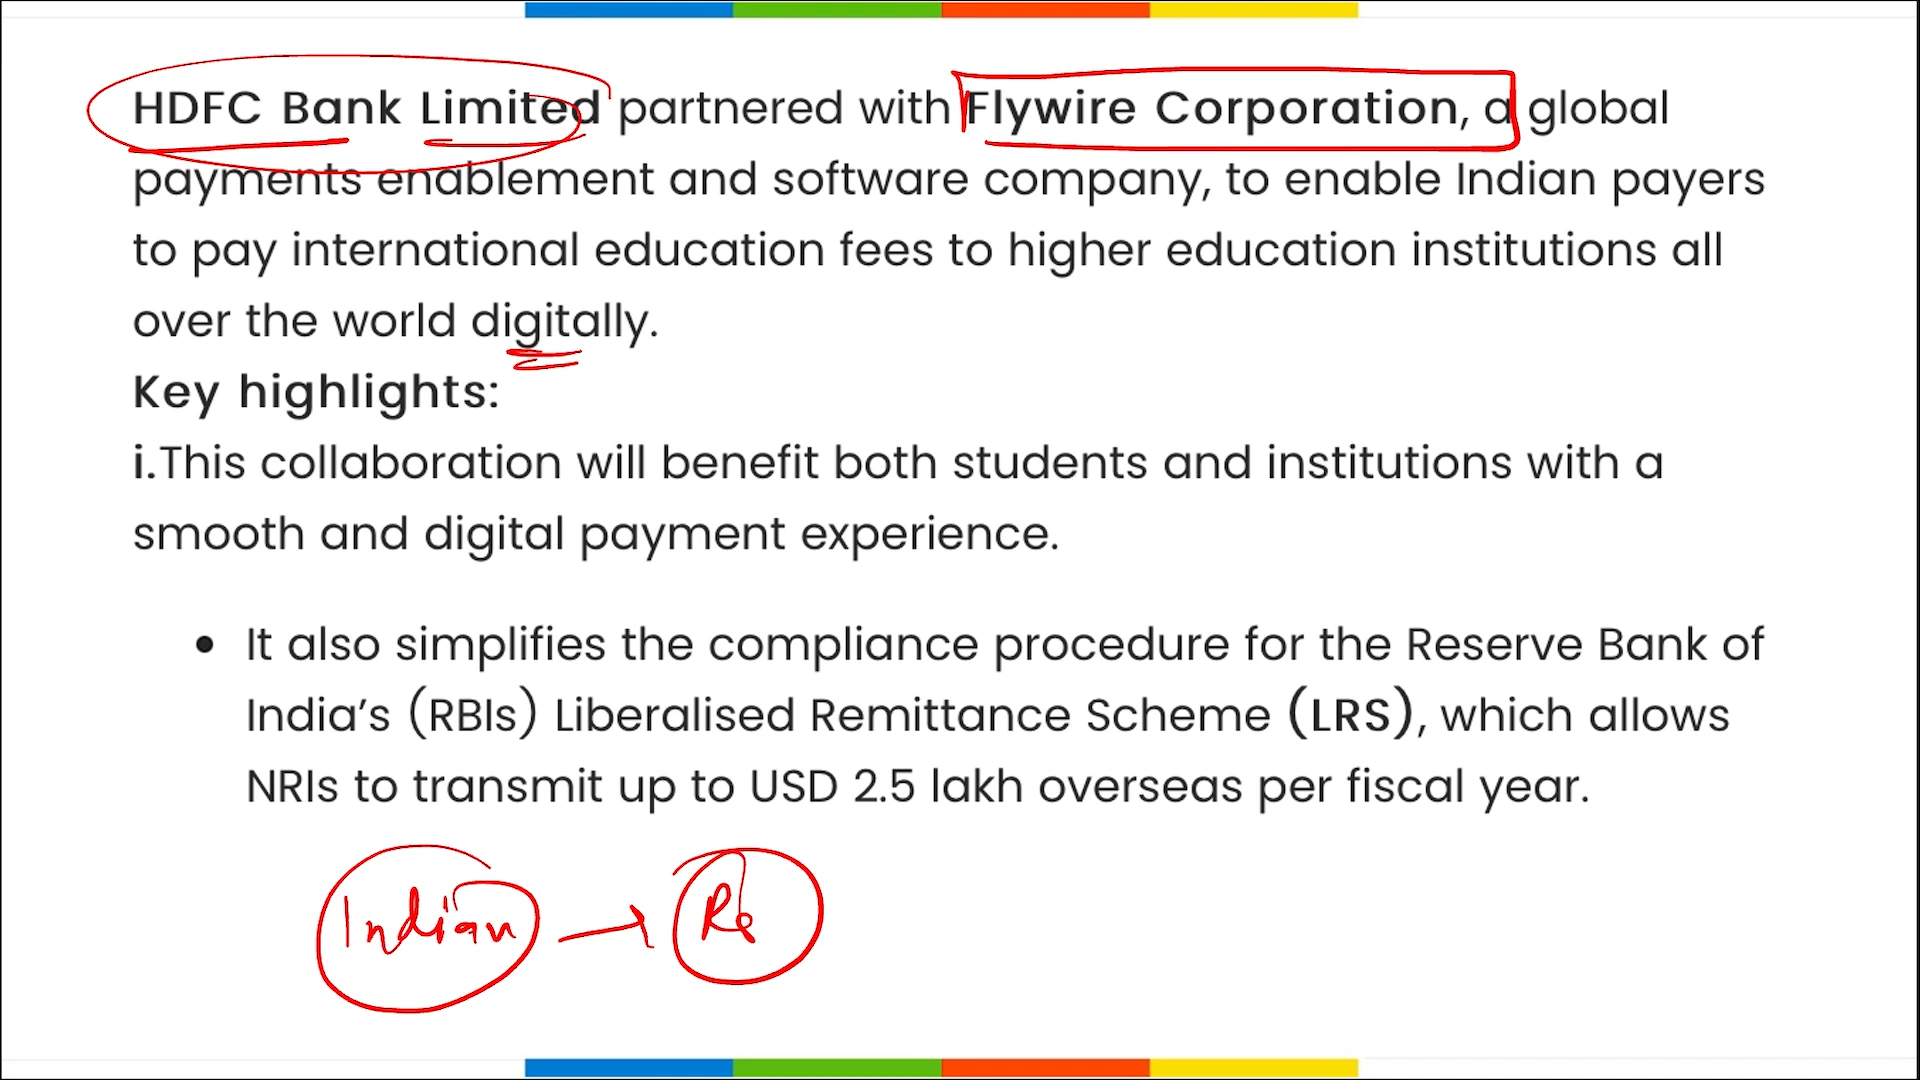 HDFC Bank Limited partnered with Flywire Corporation, a global
payments enablement and software company, to enable Indian payers
to pay international education fees to higher education institutions all
over the world digitally.
Key highlights:
i.This collaboration will benefit both students and institutions with a
smooth and digital payment experience.
• It also simplifies the compliance procedure for the Reserve Bank of
India’s (RBIs) Liberalised Remittance Scheme (LRS), which allows
NRIs to transmit up to USD 2.5 lakh overseas per fiscal year.
Indian → Rs